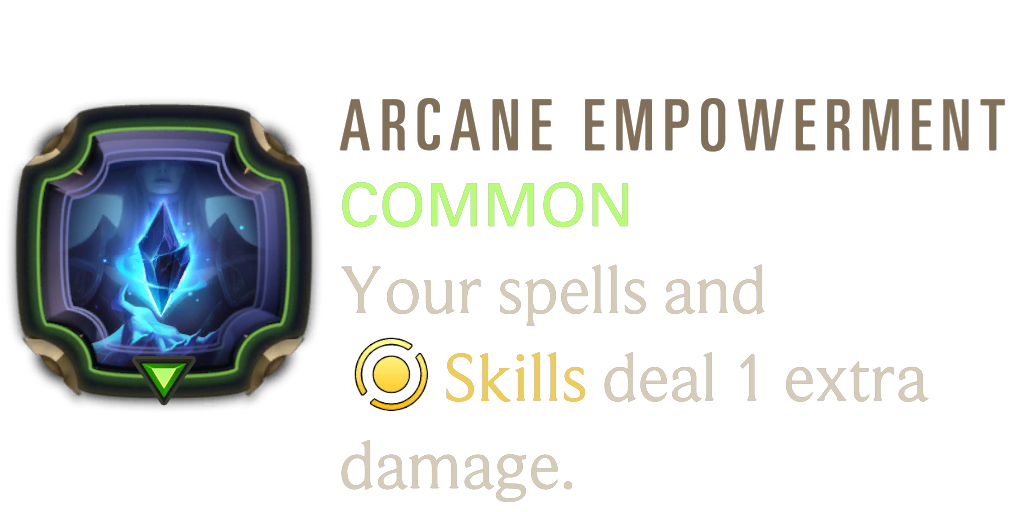 ARCANE EMPOWERMENT
COMMON
Your spells and
Skills deal 1 extra
damage.